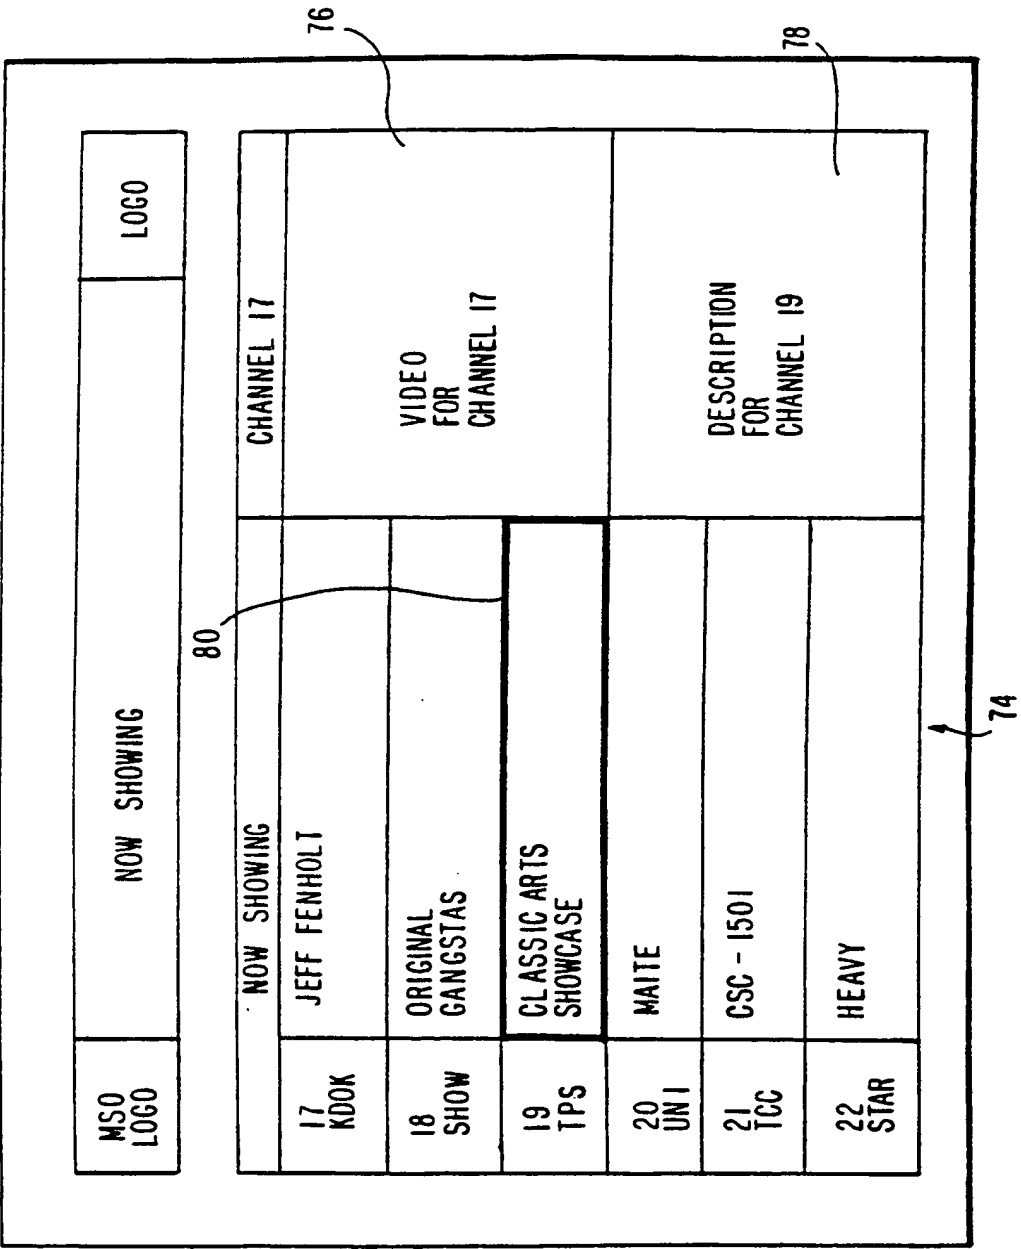 MSO
LOGO
NOW SHOWING
LOGO
80
NOW SHOWING
CHANNEL 17
17
KDOK
JEFF FENHOLT
18
SHOW
ORIGINAL
GANGSTAS
19
TPS
CLASSIC ARTS
SHOWCASE
20
UNI
MAITE
21
TCC
CSC - 1501
22
STAR
HEAVY
VIDEO
FOR
CHANNEL 17
76
DESCRIPTION
FOR
CHANNEL 19
78
74